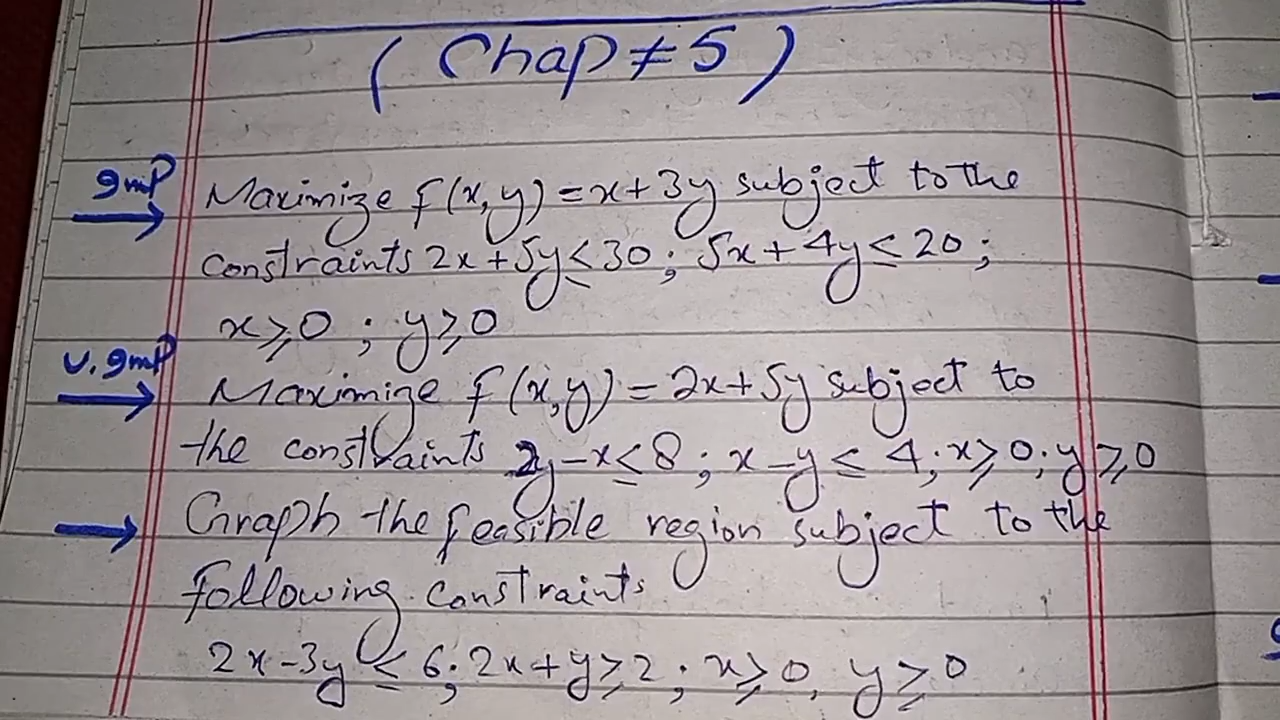 ( Chap # 5 )
Imp Maximize f(x,y) = x + 3y subject to the
constraints 2x + 5y ≤ 30 ; 5x + 4y ≤ 20 ;
x ≥ 0 ; y ≥ 0
V. Imp Maximize f(x,y) = 2x + 5y subject to
the constraints 2y - x ≤ 8 ; x - y ≤ 4 ; x ≥ 0 ; y ≥ 0
Graph the feasible region subject to the
following constraints
2x - 3y ≤ 6 ; 2x + y ≥ 2 ; x ≥ 0, y ≥ 0